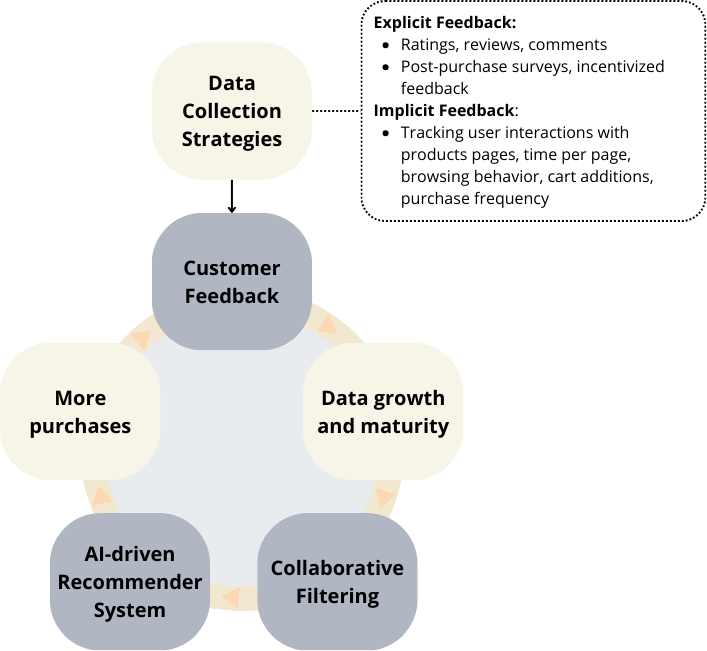 Explicit Feedback:
• Ratings, reviews, comments
• Post-purchase surveys, incentivized
feedback
Implicit Feedback:
• Tracking user interactions with
products pages, time per page,
browsing behavior, cart additions,
purchase frequency
Data
Collection
Strategies
Customer
Feedback
More
purchases
Data growth
and maturity
AI-driven
Recommender
System
Collaborative
Filtering